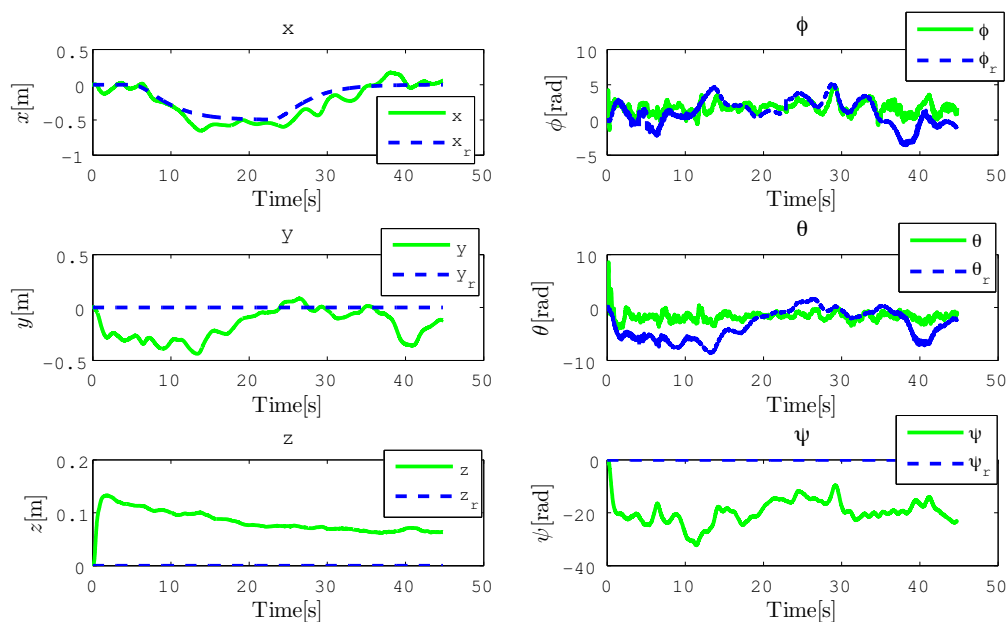 x
0.5
0
−0.5
−1
x[m]
0 10 20 30 40 50
Time[s]
x
x_r
ϕ
10
5
0
−5
ϕ[rad]
0 10 20 30 40 50
Time[s]
ϕ
ϕ_r
y
0.5
0
−0.5
y[m]
0 10 20 30 40 50
Time[s]
y
y_r
θ
10
0
−10
θ[rad]
0 10 20 30 40 50
Time[s]
θ
θ_r
z
0.2
0.1
0
z[m]
0 10 20 30 40 50
Time[s]
z
z_r
ψ
0
−20
−40
ψ[rad]
0 10 20 30 40 50
Time[s]
ψ
ψ_r